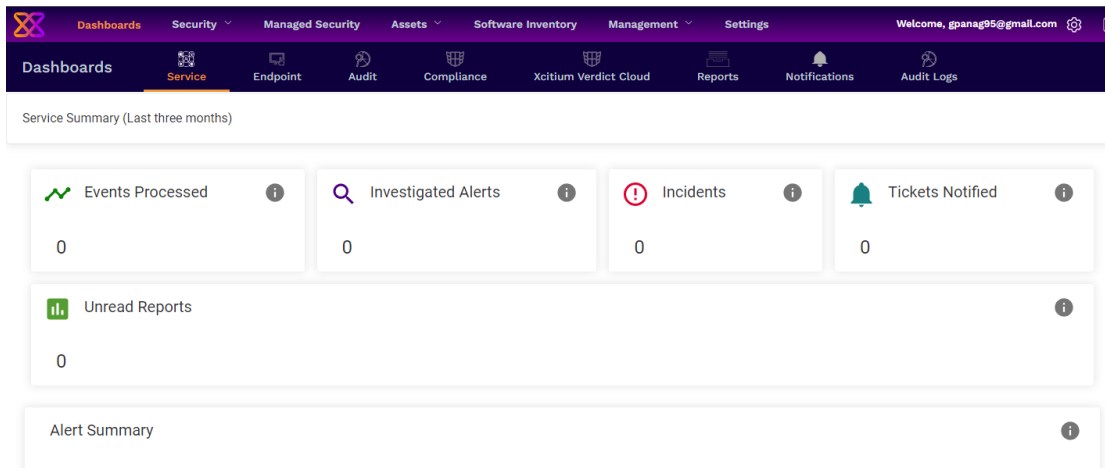 Dashboards Security Managed Security Assets Software Inventory Management Settings Welcome, gpanag95@gmail.com
Dashboards Service Endpoint Audit Compliance Xcitium Verdict Cloud Reports Notifications Audit Logs
Service Summary (Last three months)
Events Processed Investigated Alerts Incidents Tickets Notified
0 0 0 0
Unread Reports
0
Alert Summary